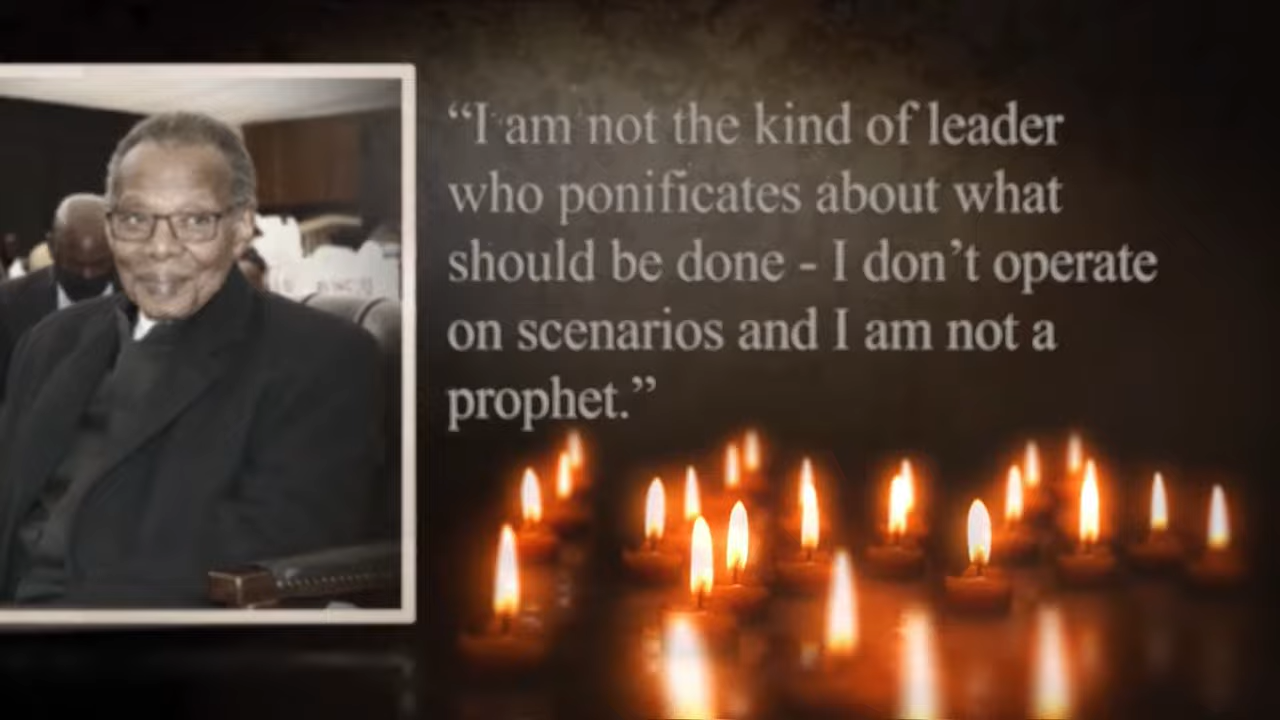 “I am not the kind of leader
who ponificates about what
should be done - I don’t operate
on scenarios and I am not a
prophet.”